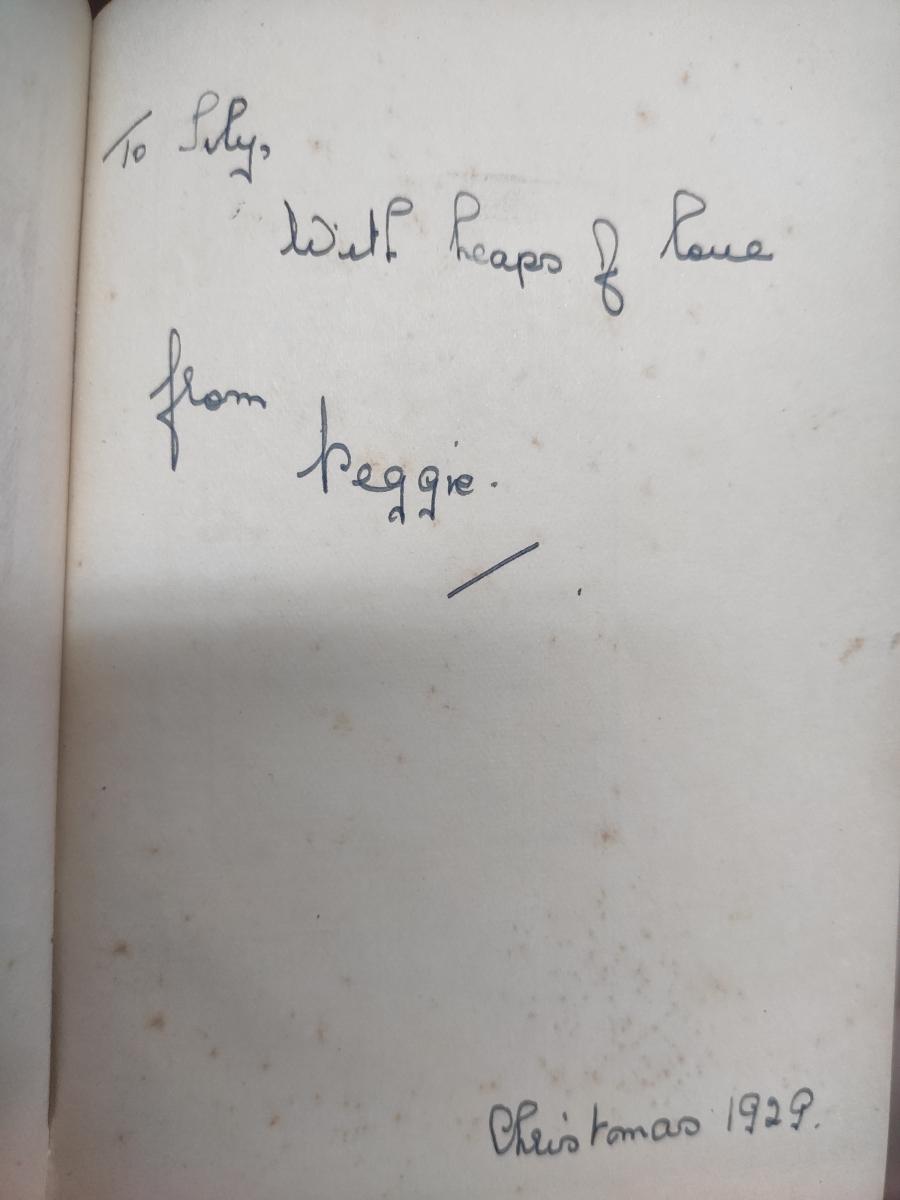 To Lily,
With heaps of love
from
Peggie.
Christmas 1929.